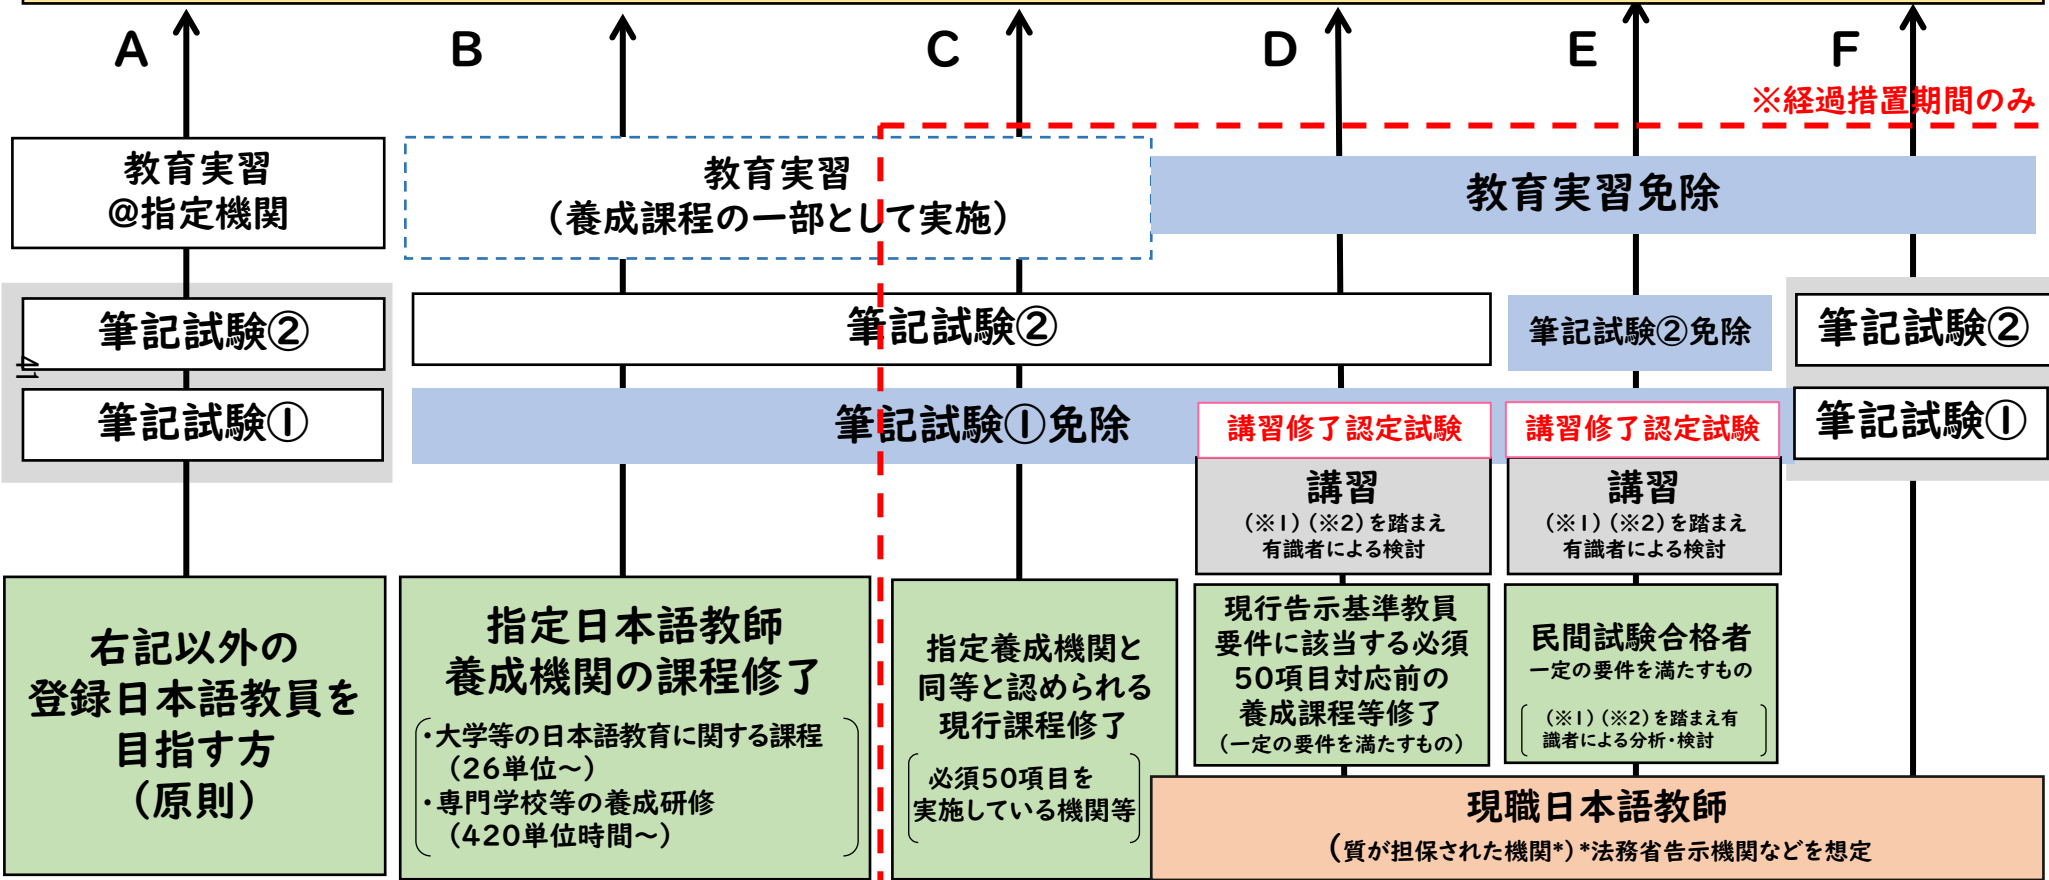 A
B
C
D
E
F
※経過措置期間のみ
教育実習
@指定機関
教育実習
（養成課程の一部として実施）
教育実習免除
筆記試験②
筆記試験②
筆記試験②免除
筆記試験②
41
筆記試験①
筆記試験①免除
講習修了認定試験
講習修了認定試験
筆記試験①
講習
（※1）（※2）を踏まえ
有識者による検討
講習
（※1）（※2）を踏まえ
有識者による検討
右記以外の
登録日本語教員を
目指す方
（原則）
指定日本語教師
養成機関の課程修了
・大学等の日本語教育に関する課程
（26単位～）
・専門学校等の養成研修
（420単位時間～）
指定養成機関と
同等と認められる
現行課程修了
必須50項目を
実施している機関等
現行告示基準教員
要件に該当する必須
50項目対応前の
養成課程等修了
（一定の要件を満たすもの）
民間試験合格者
一定の要件を満たすもの
（※1）（※2）を踏まえ有
識者による分析・検討
現職日本語教師
（質が担保された機関*）*法務省告示機関などを想定